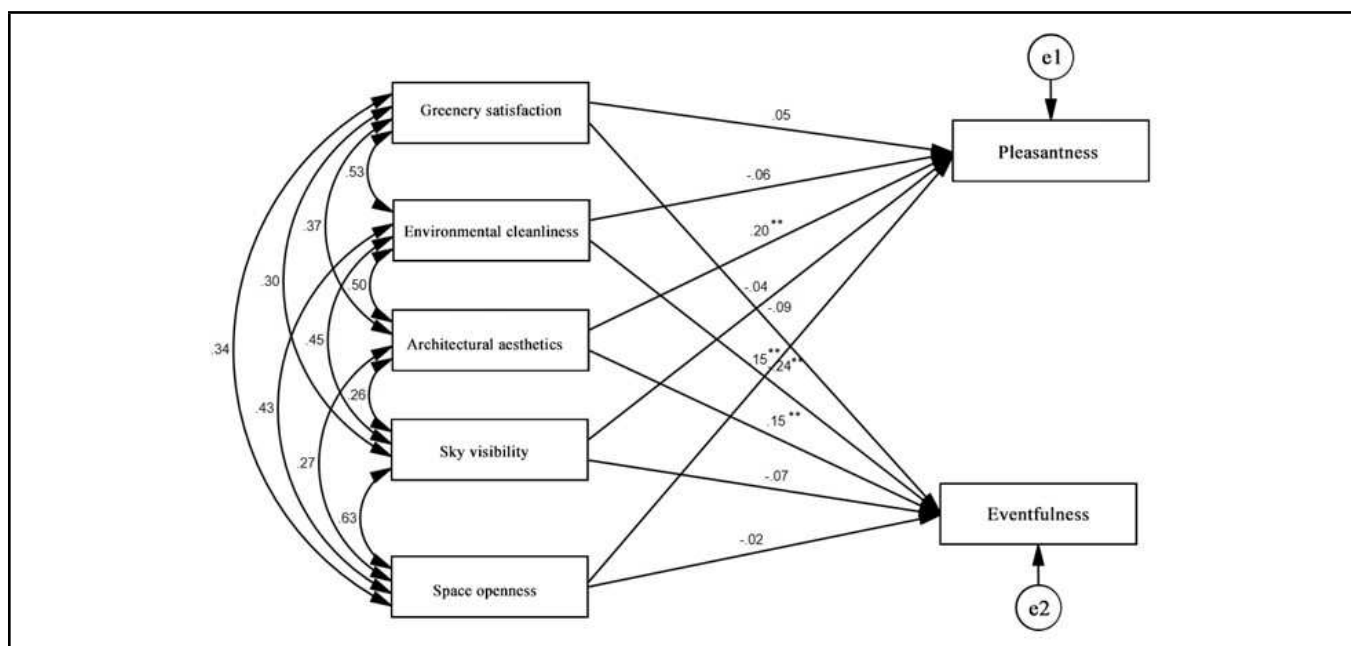 e1
Greenery satisfaction
.05
Pleasantness
.53
-.06
.37
Environmental cleanliness
.20**
.30
.50
-.04
-.09
.34
.45
Architectural aesthetics
.15**
-.24**
.26
.43
.15**
Sky visibility
.27
-.07
.63
Eventfulness
-.02
Space openness
e2